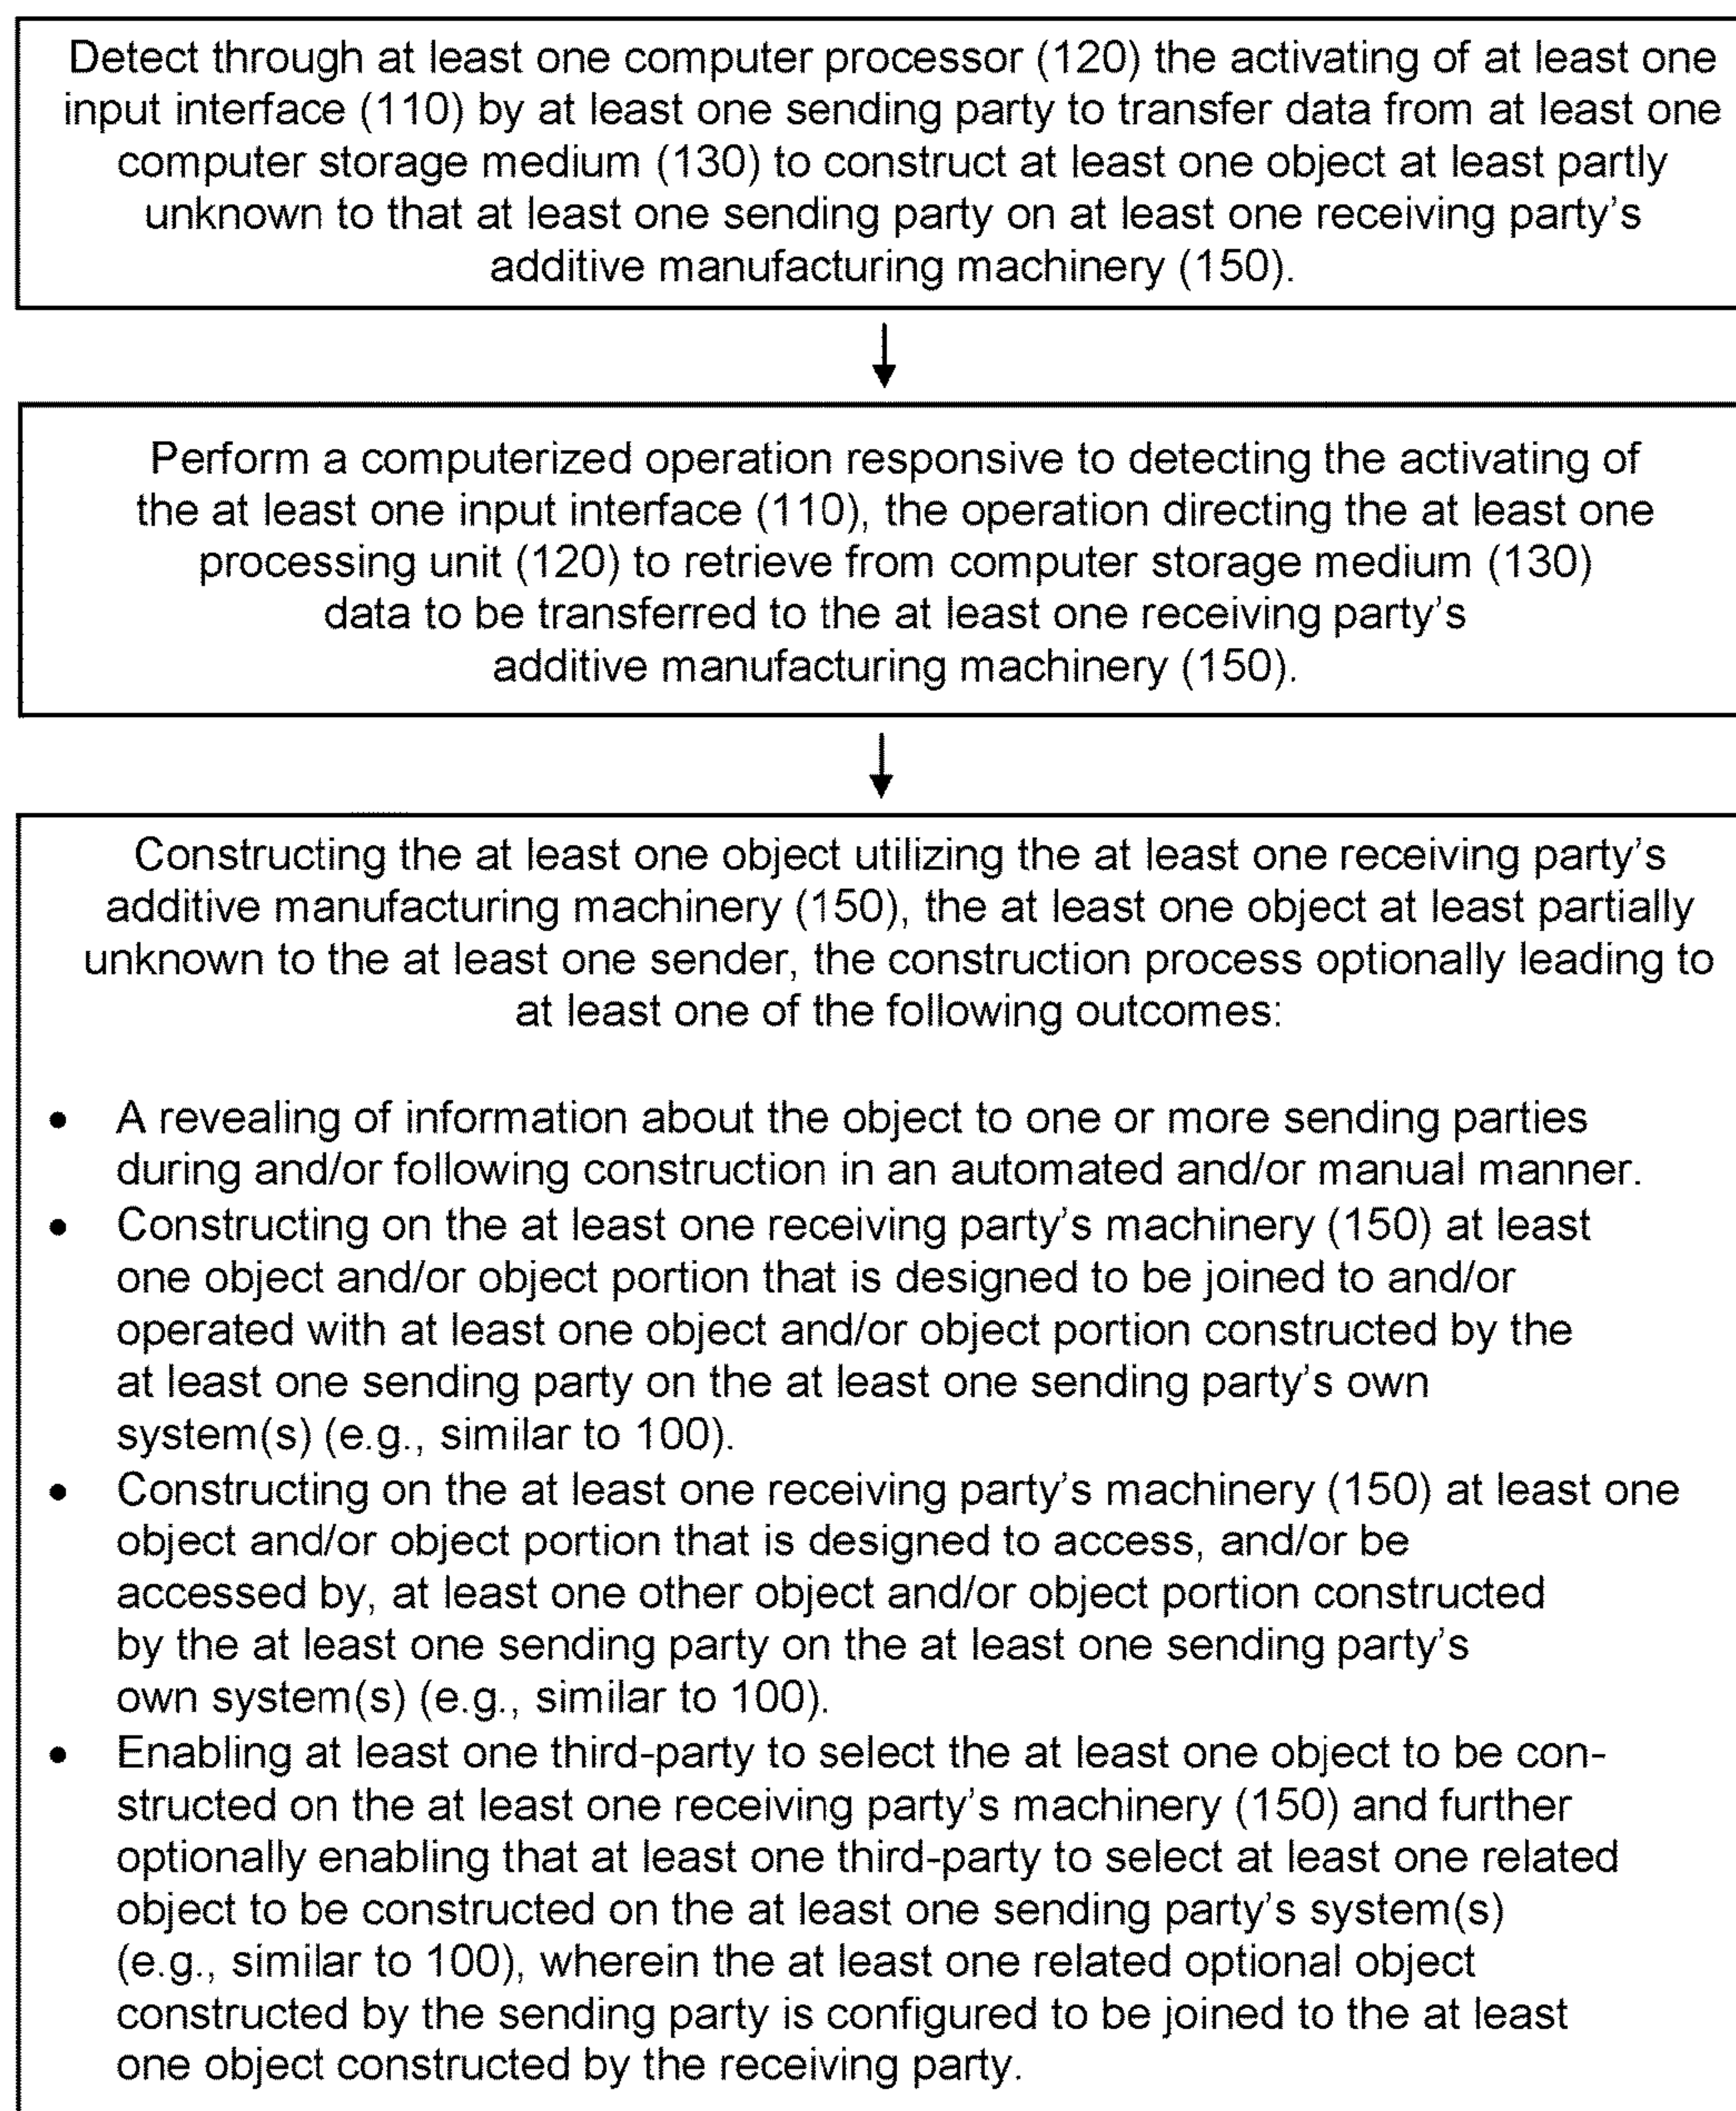 Detect through at least one computer processor (120) the activating of at least one
input interface (110) by at least one sending party to transfer data from at least one
computer storage medium (130) to construct at least one object at least partly
unknown to that at least one sending party on at least one receiving party's
additive manufacturing machinery (150).
Perform a computerized operation responsive to detecting the activating of
the at least one input interface (110), the operation directing the at least one
processing unit (120) to retrieve from computer storage medium (130)
data to be transferred to the at least one receiving party's
additive manufacturing machinery (150).
Constructing the at least one object utilizing the at least one receiving party's
additive manufacturing machinery (150), the at least one object at least partially
unknown to the at least one sender, the construction process optionally leading to
at least one of the following outcomes:
• A revealing of information about the object to one or more sending parties
during and/or following construction in an automated and/or manual manner.
• Constructing on the at least one receiving party's machinery (150) at least
one object and/or object portion that is designed to be joined to and/or
operated with at least one object and/or object portion constructed by the
at least one sending party on the at least one sending party's own
system(s) (e.g., similar to 100).
• Constructing on the at least one receiving party's machinery (150) at least one
object and/or object portion that is designed to access, and/or be
accessed by, at least one other object and/or object portion constructed
by the at least one sending party on the at least one sending party's
own system(s) (e.g., similar to 100).
• Enabling at least one third-party to select the at least one object to be con-
structed on the at least one receiving party's machinery (150) and further
optionally enabling that at least one third-party to select at least one related
object to be constructed on the at least one sending party's system(s)
(e.g., similar to 100), wherein the at least one related optional object
constructed by the sending party is configured to be joined to the at least
one object constructed by the receiving party.